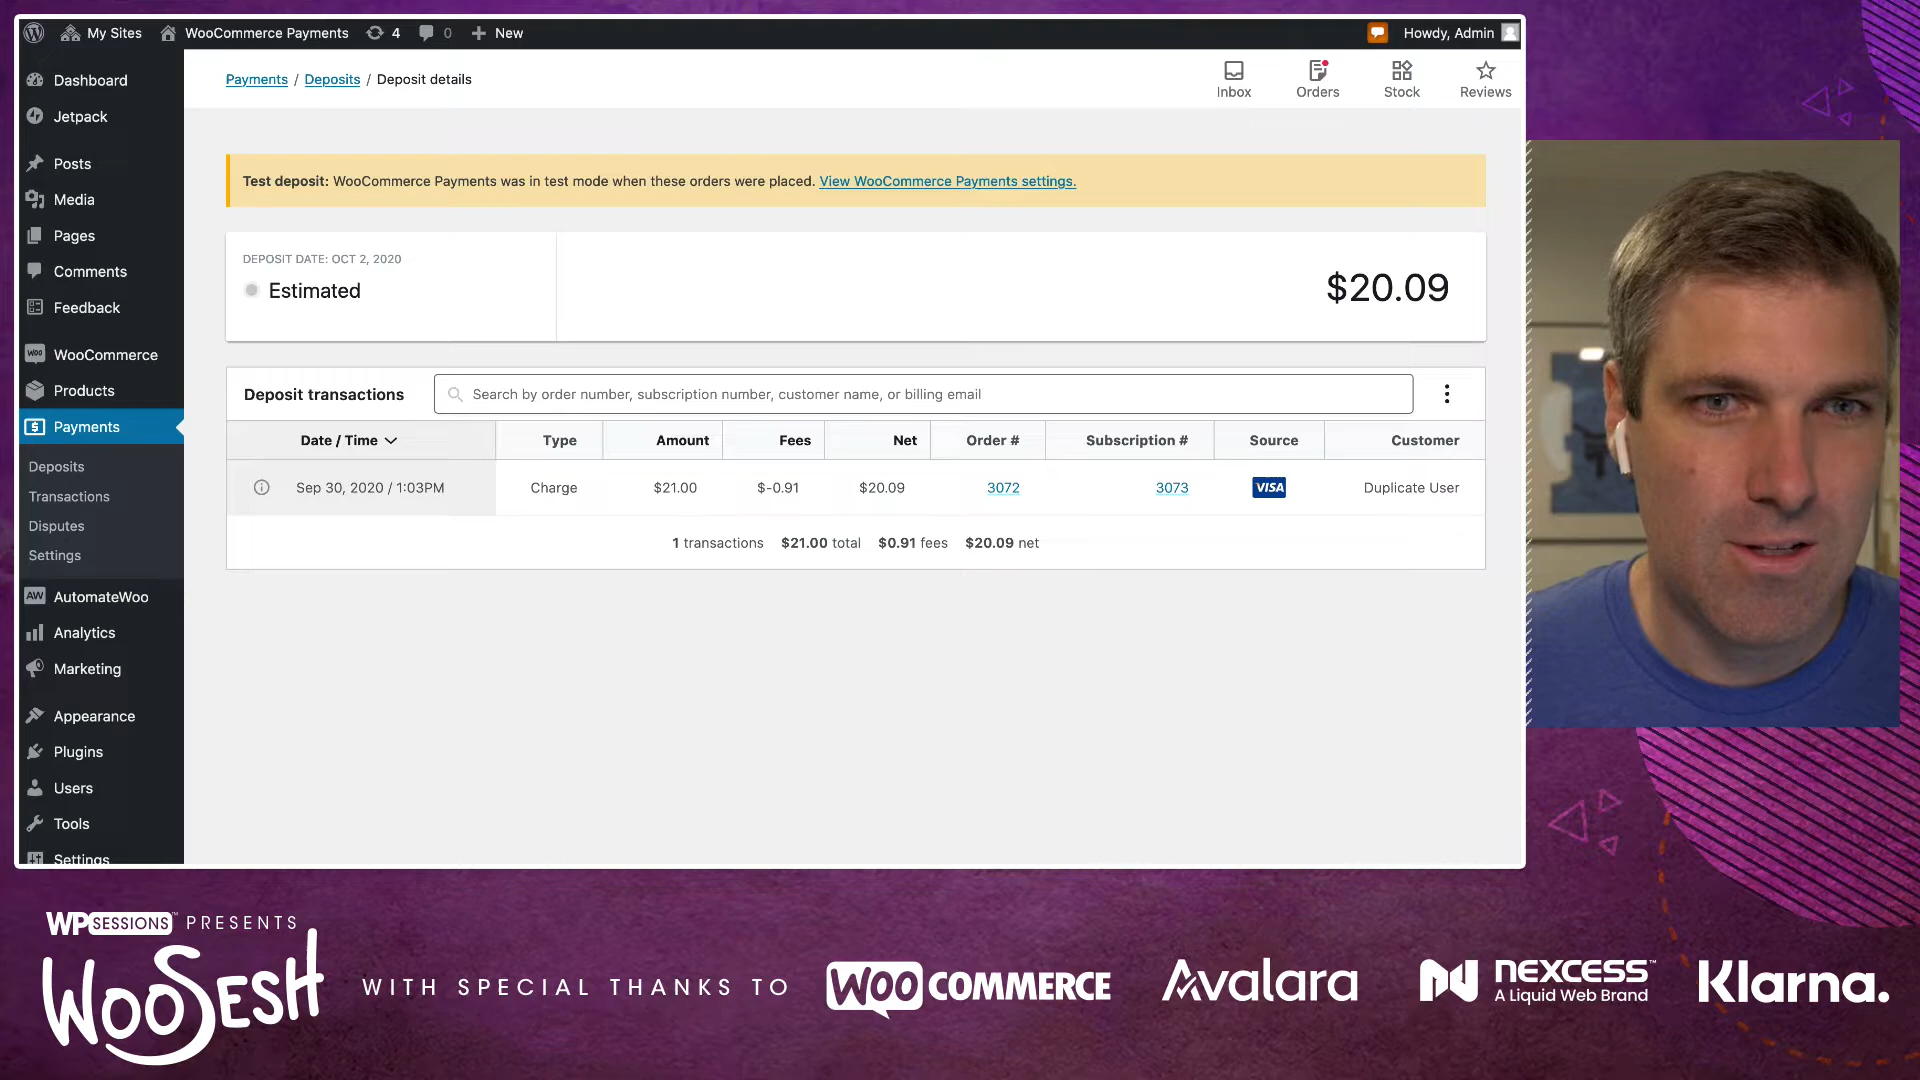 My Sites
WooCommerce Payments
4
0
New
Howdy, Admin
Dashboard
Jetpack
Posts
Media
Pages
Comments
Feedback
WooCommerce
Products
Payments
Deposits
Transactions
Disputes
Settings
AW AutomateWoo
Analytics
Marketing
Appearance
Plugins
Users
Tools
Settings
Payments / Deposits / Deposit details
Inbox
Orders
Stock
Reviews
Test deposit: WooCommerce Payments was in test mode when these orders were placed. View WooCommerce Payments settings.
DEPOSIT DATE: OCT 2, 2020
Estimated
$20.09
Deposit transactions
Search by order number, subscription number, customer name, or billing email
Date / Time Type Amount Fees Net Order # Subscription # Source Customer
Sep 30, 2020 / 1:03PM Charge $21.00 $-0.91 $20.09 3072 3073 VISA Duplicate User
1 transactions $21.00 total $0.91 fees $20.09 net
WPSESSIONS™ PRESENTS
WOOSESH
WITH SPECIAL THANKS TO
WOOCOMMERCE
Avalara
NEXCESS™
A Liquid Web Brand
Klarna.